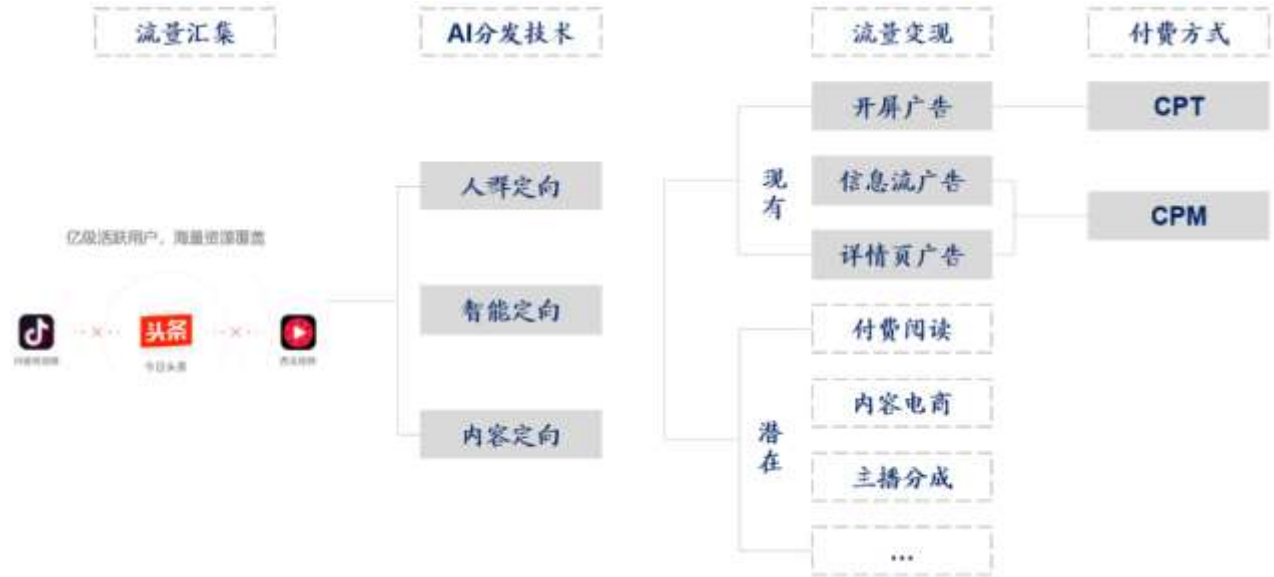 流量汇集
AI分发技术
流量变现
付费方式
开屏广告
CPT
现有
信息流广告
人群定向
CPM
详情页广告
亿级活跃用户，海量资源覆盖
智能定向
付费阅读
头条
今日头条
内容电商
潜在
内容定向
主播分成
...